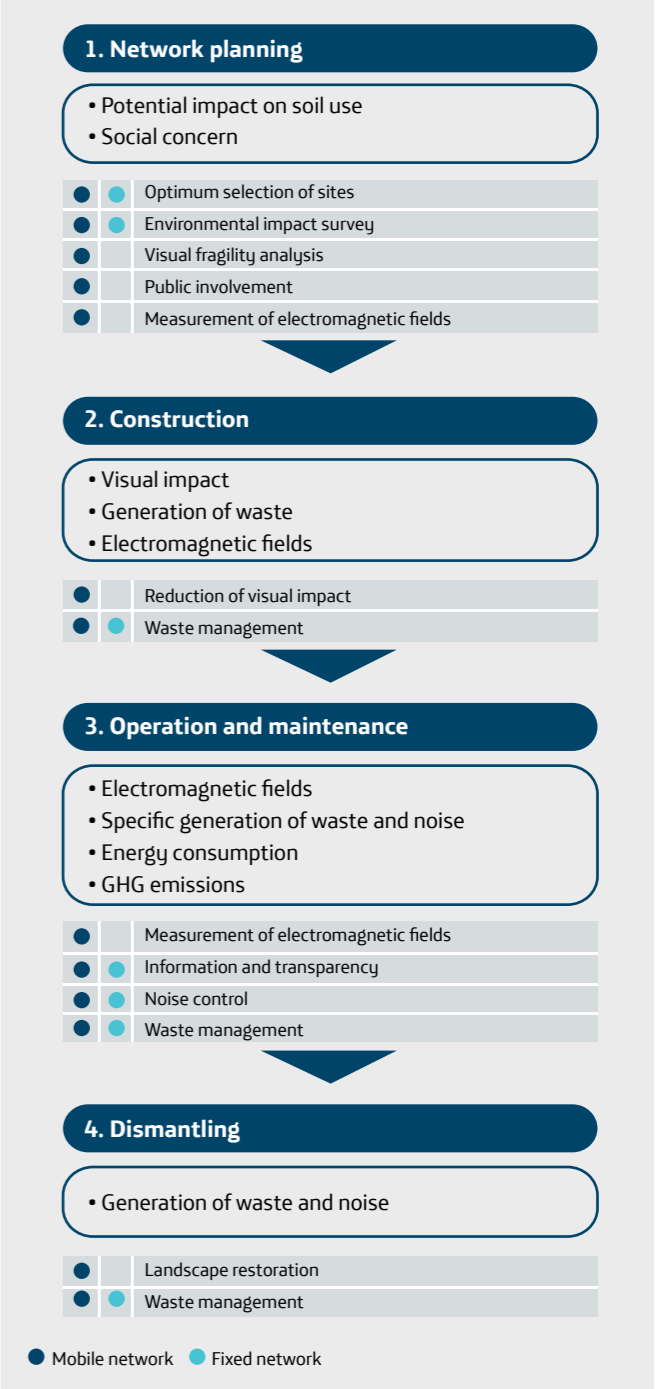 1. Network planning
• Potential impact on soil use
• Social concern
Optimum selection of sites
Environmental impact survey
Visual fragility analysis
Public involvement
Measurement of electromagnetic fields
2. Construction
• Visual impact
• Generation of waste
• Electromagnetic fields
Reduction of visual impact
Waste management
3. Operation and maintenance
• Electromagnetic fields
• Specific generation of waste and noise
• Energy consumption
• GHG emissions
Measurement of electromagnetic fields
Information and transparency
Noise control
Waste management
4. Dismantling
• Generation of waste and noise
Landscape restoration
Waste management
Mobile network Fixed network